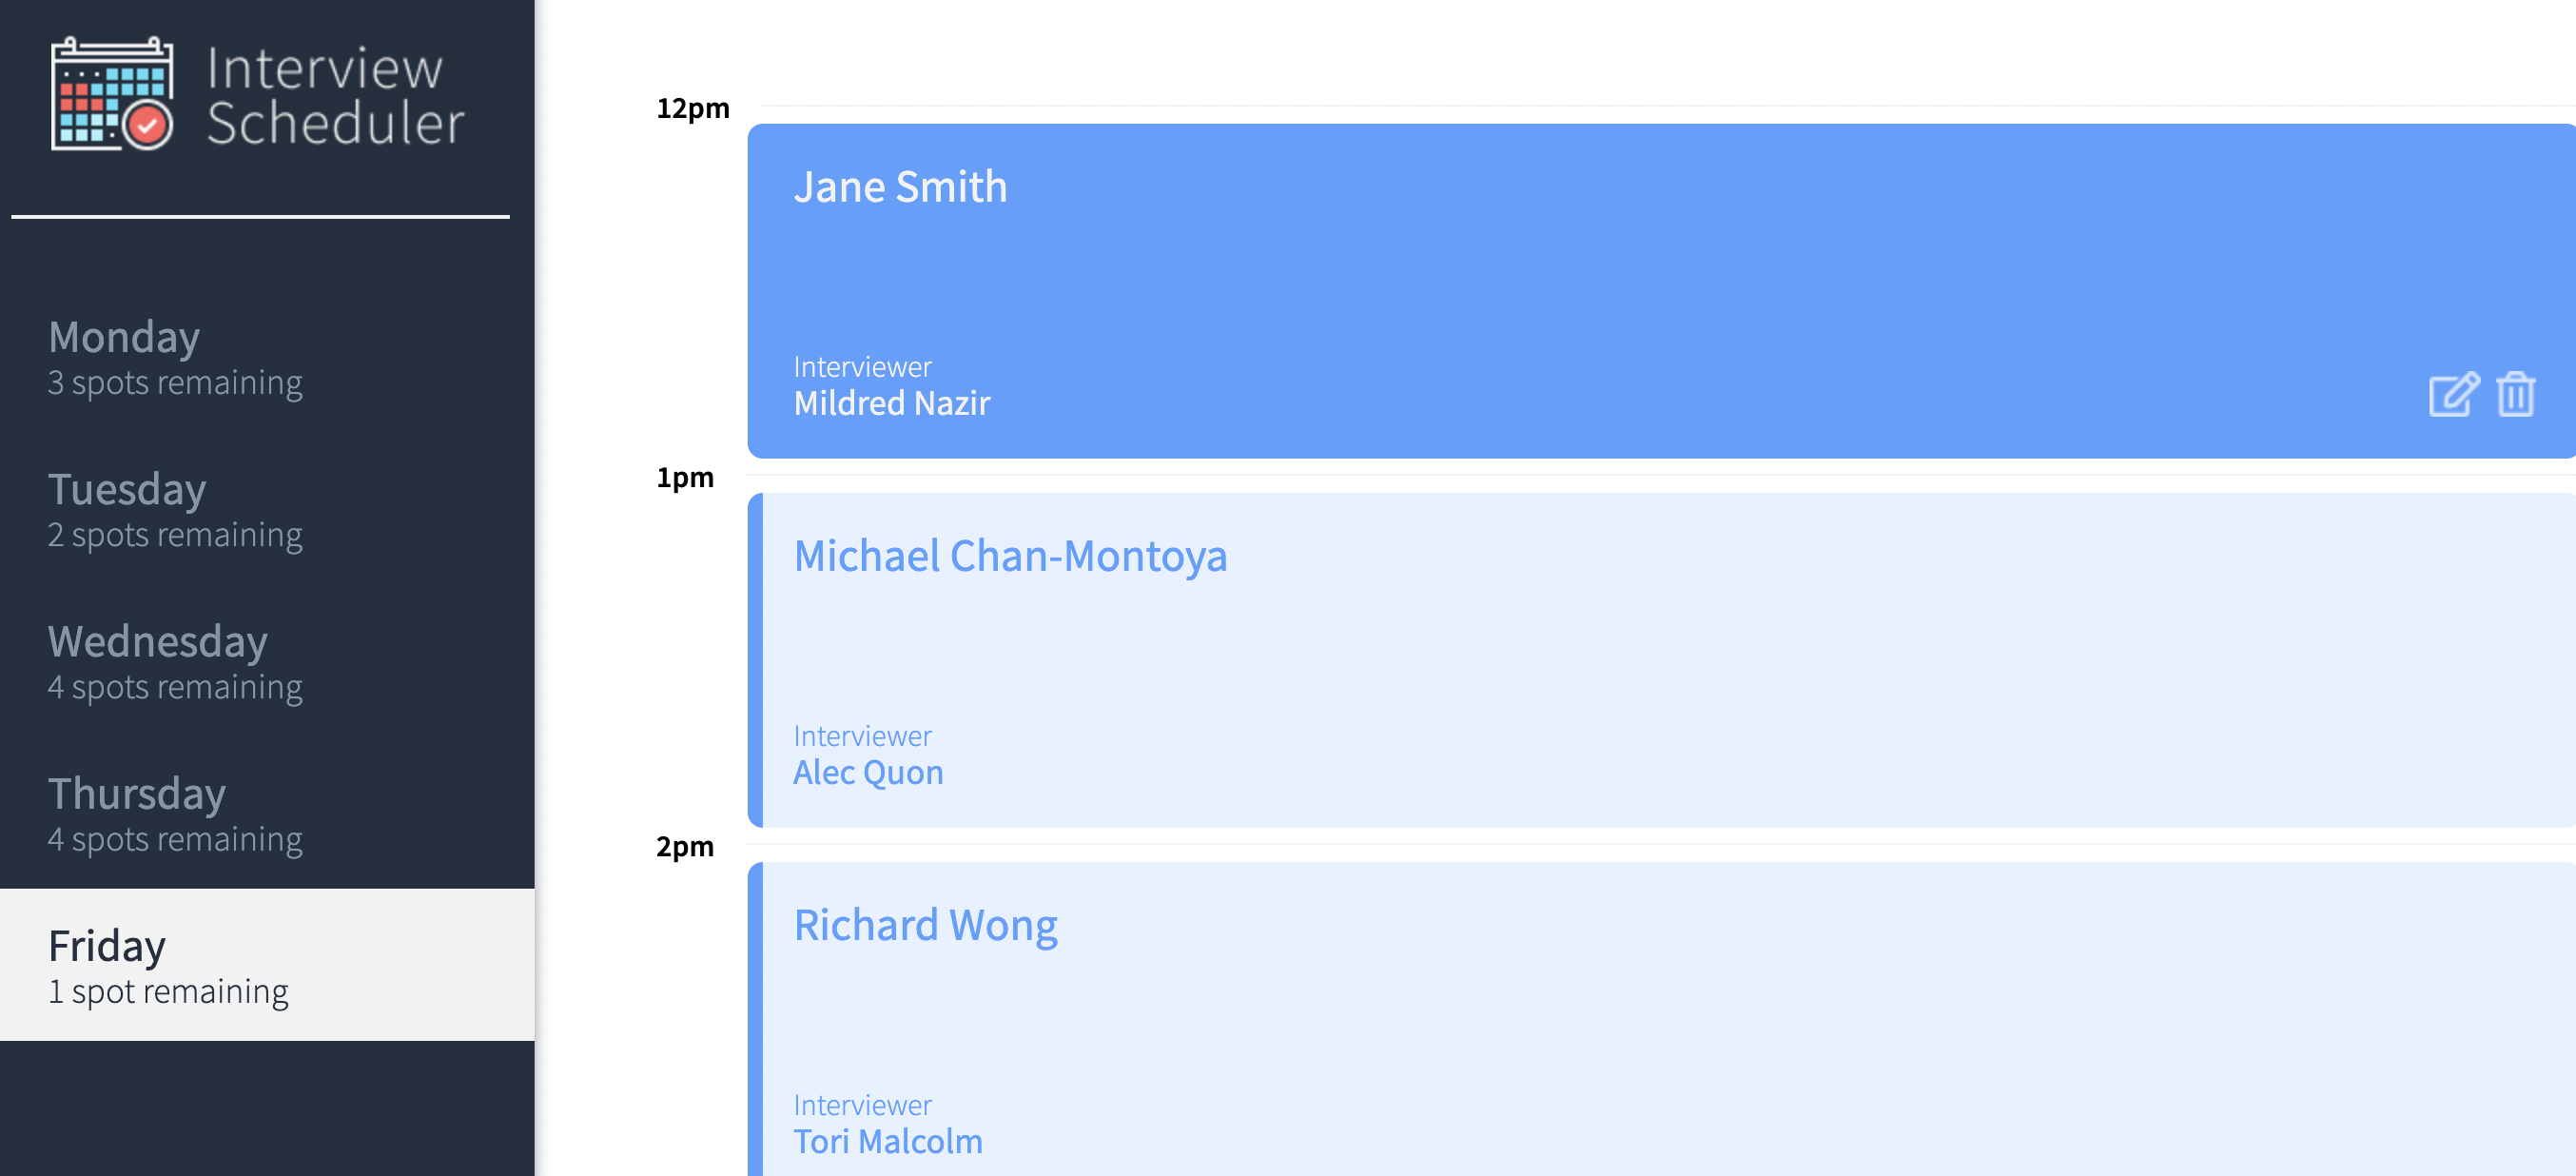 Interview
Scheduler
Monday
3 spots remaining
Tuesday
2 spots remaining
Wednesday
4 spots remaining
Thursday
4 spots remaining
Friday
1 spot remaining
12pm
Jane Smith
Interviewer
Mildred Nazir
1pm
Michael Chan-Montoya
Interviewer
Alec Quon
2pm
Richard Wong
Interviewer
Tori Malcolm